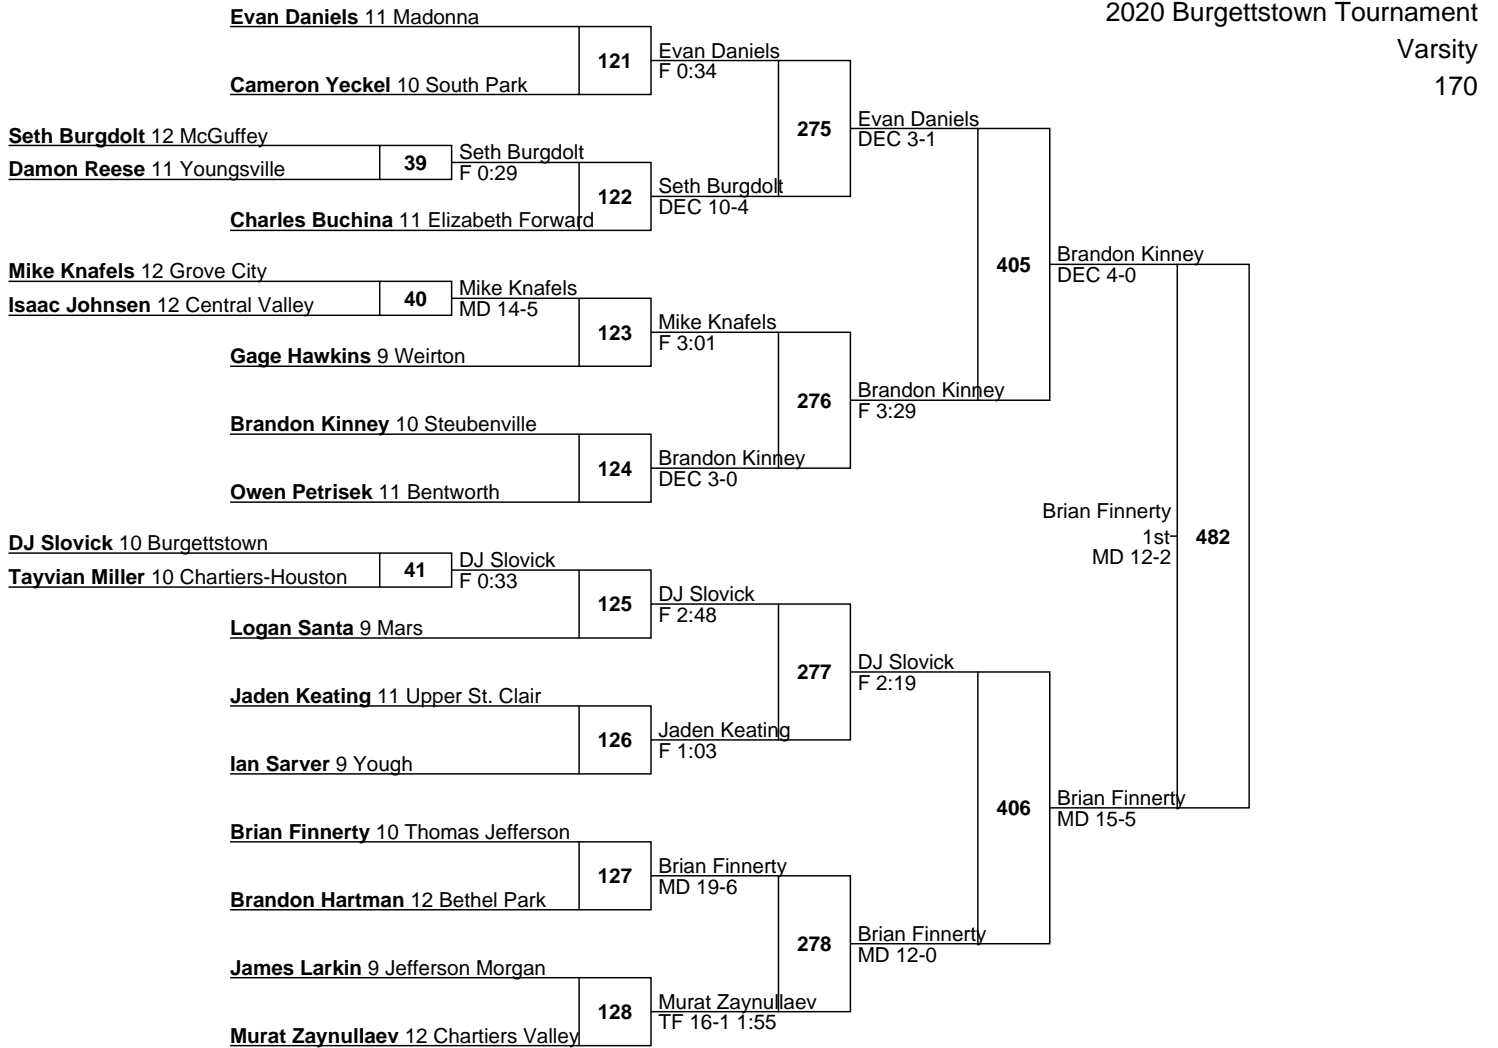 2020 Burgettstown Tournament
Varsity
170
Evan Daniels 11 Madonna
121
Evan Daniels
F 0:34
Cameron Yeckel 10 South Park
275
Evan Daniels
DEC 3-1
Seth Burgdolt 12 McGuffey
39
Seth Burgdolt
F 0:29
Damon Reese 11 Youngsville
122
Seth Burgdolt
DEC 10-4
Charles Buchina 11 Elizabeth Forward
405
Brandon Kinney
DEC 4-0
Mike Knafels 12 Grove City
40
Mike Knafels
MD 14-5
Isaac Johnsen 12 Central Valley
123
Mike Knafels
F 3:01
Gage Hawkins 9 Weirton
276
Brandon Kinney
F 3:29
Brandon Kinney 10 Steubenville
124
Brandon Kinney
DEC 3-0
Owen Petrisek 11 Bentworth
Brian Finnerty
1st
MD 12-2
482
DJ Slovick 10 Burgettstown
41
DJ Slovick
F 0:33
Tayvian Miller 10 Chartiers-Houston
125
DJ Slovick
F 2:48
Logan Santa 9 Mars
277
DJ Slovick
F 2:19
Jaden Keating 11 Upper St. Clair
126
Jaden Keating
F 1:03
Ian Sarver 9 Yough
406
Brian Finnerty
MD 15-5
Brian Finnerty 10 Thomas Jefferson
127
Brian Finnerty
MD 19-6
Brandon Hartman 12 Bethel Park
278
Brian Finnerty
MD 12-0
James Larkin 9 Jefferson Morgan
128
Murat Zaynullaev
TF 16-1 1:55
Murat Zaynullaev 12 Chartiers Valley